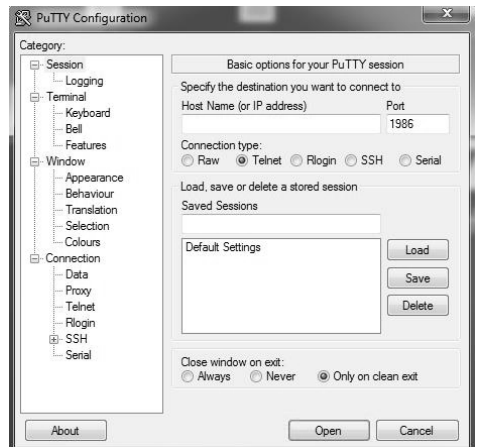 PuTTY Configuration
Category:
Session
Logging
Terminal
Keyboard
Bell
Features
Window
Appearance
Behaviour
Translation
Selection
Colours
Connection
Data
Proxy
Telnet
Rlogin
SSH
Serial
Basic options for your PuTTY session
Specify the destination you want to connect to
Host Name (or IP address) Port
1986
Connection type:
Raw Telnet Rlogin SSH Serial
Load, save or delete a stored session
Saved Sessions
Default Settings
Load
Save
Delete
Close window on exit:
Always Never Only on clean exit
About Open Cancel